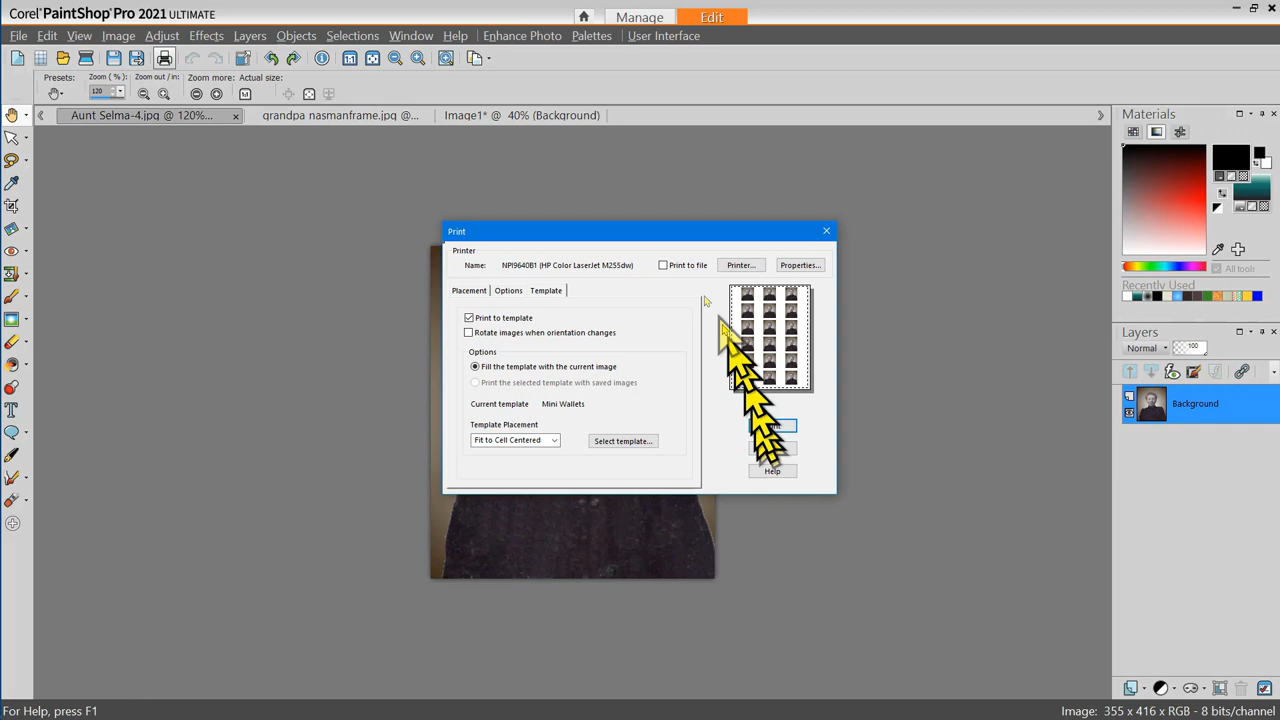 Corel PaintShop Pro 2021 ULTIMATE
Manage
Edit
File Edit View Image Adjust Effects Layers Objects Selections Window Help Enhance Photo Palettes User Interface
Presets: Zoom ( % ): Zoom out / in: Zoom more: Actual size:
120
Aunt Selma-4.jpg @ 120%...
grandpa nasmanframe.jpg @...
Image1* @ 40% (Background)
Materials
All tools
Recently Used
Layers
Normal
100
Background
Print
Printer
Name: NPI9640B1 (HP Color LaserJet M255dw)
Print to file
Printer...
Properties...
Placement Options Template
Print to template
Rotate images when orientation changes
Options
Fill the template with the current image
Print the selected template with saved images
Current template Mini Wallets
Template Placement
Fit to Cell Centered
Select template...
Help
For Help, press F1
Image: 355 x 416 x RGB - 8 bits/channel